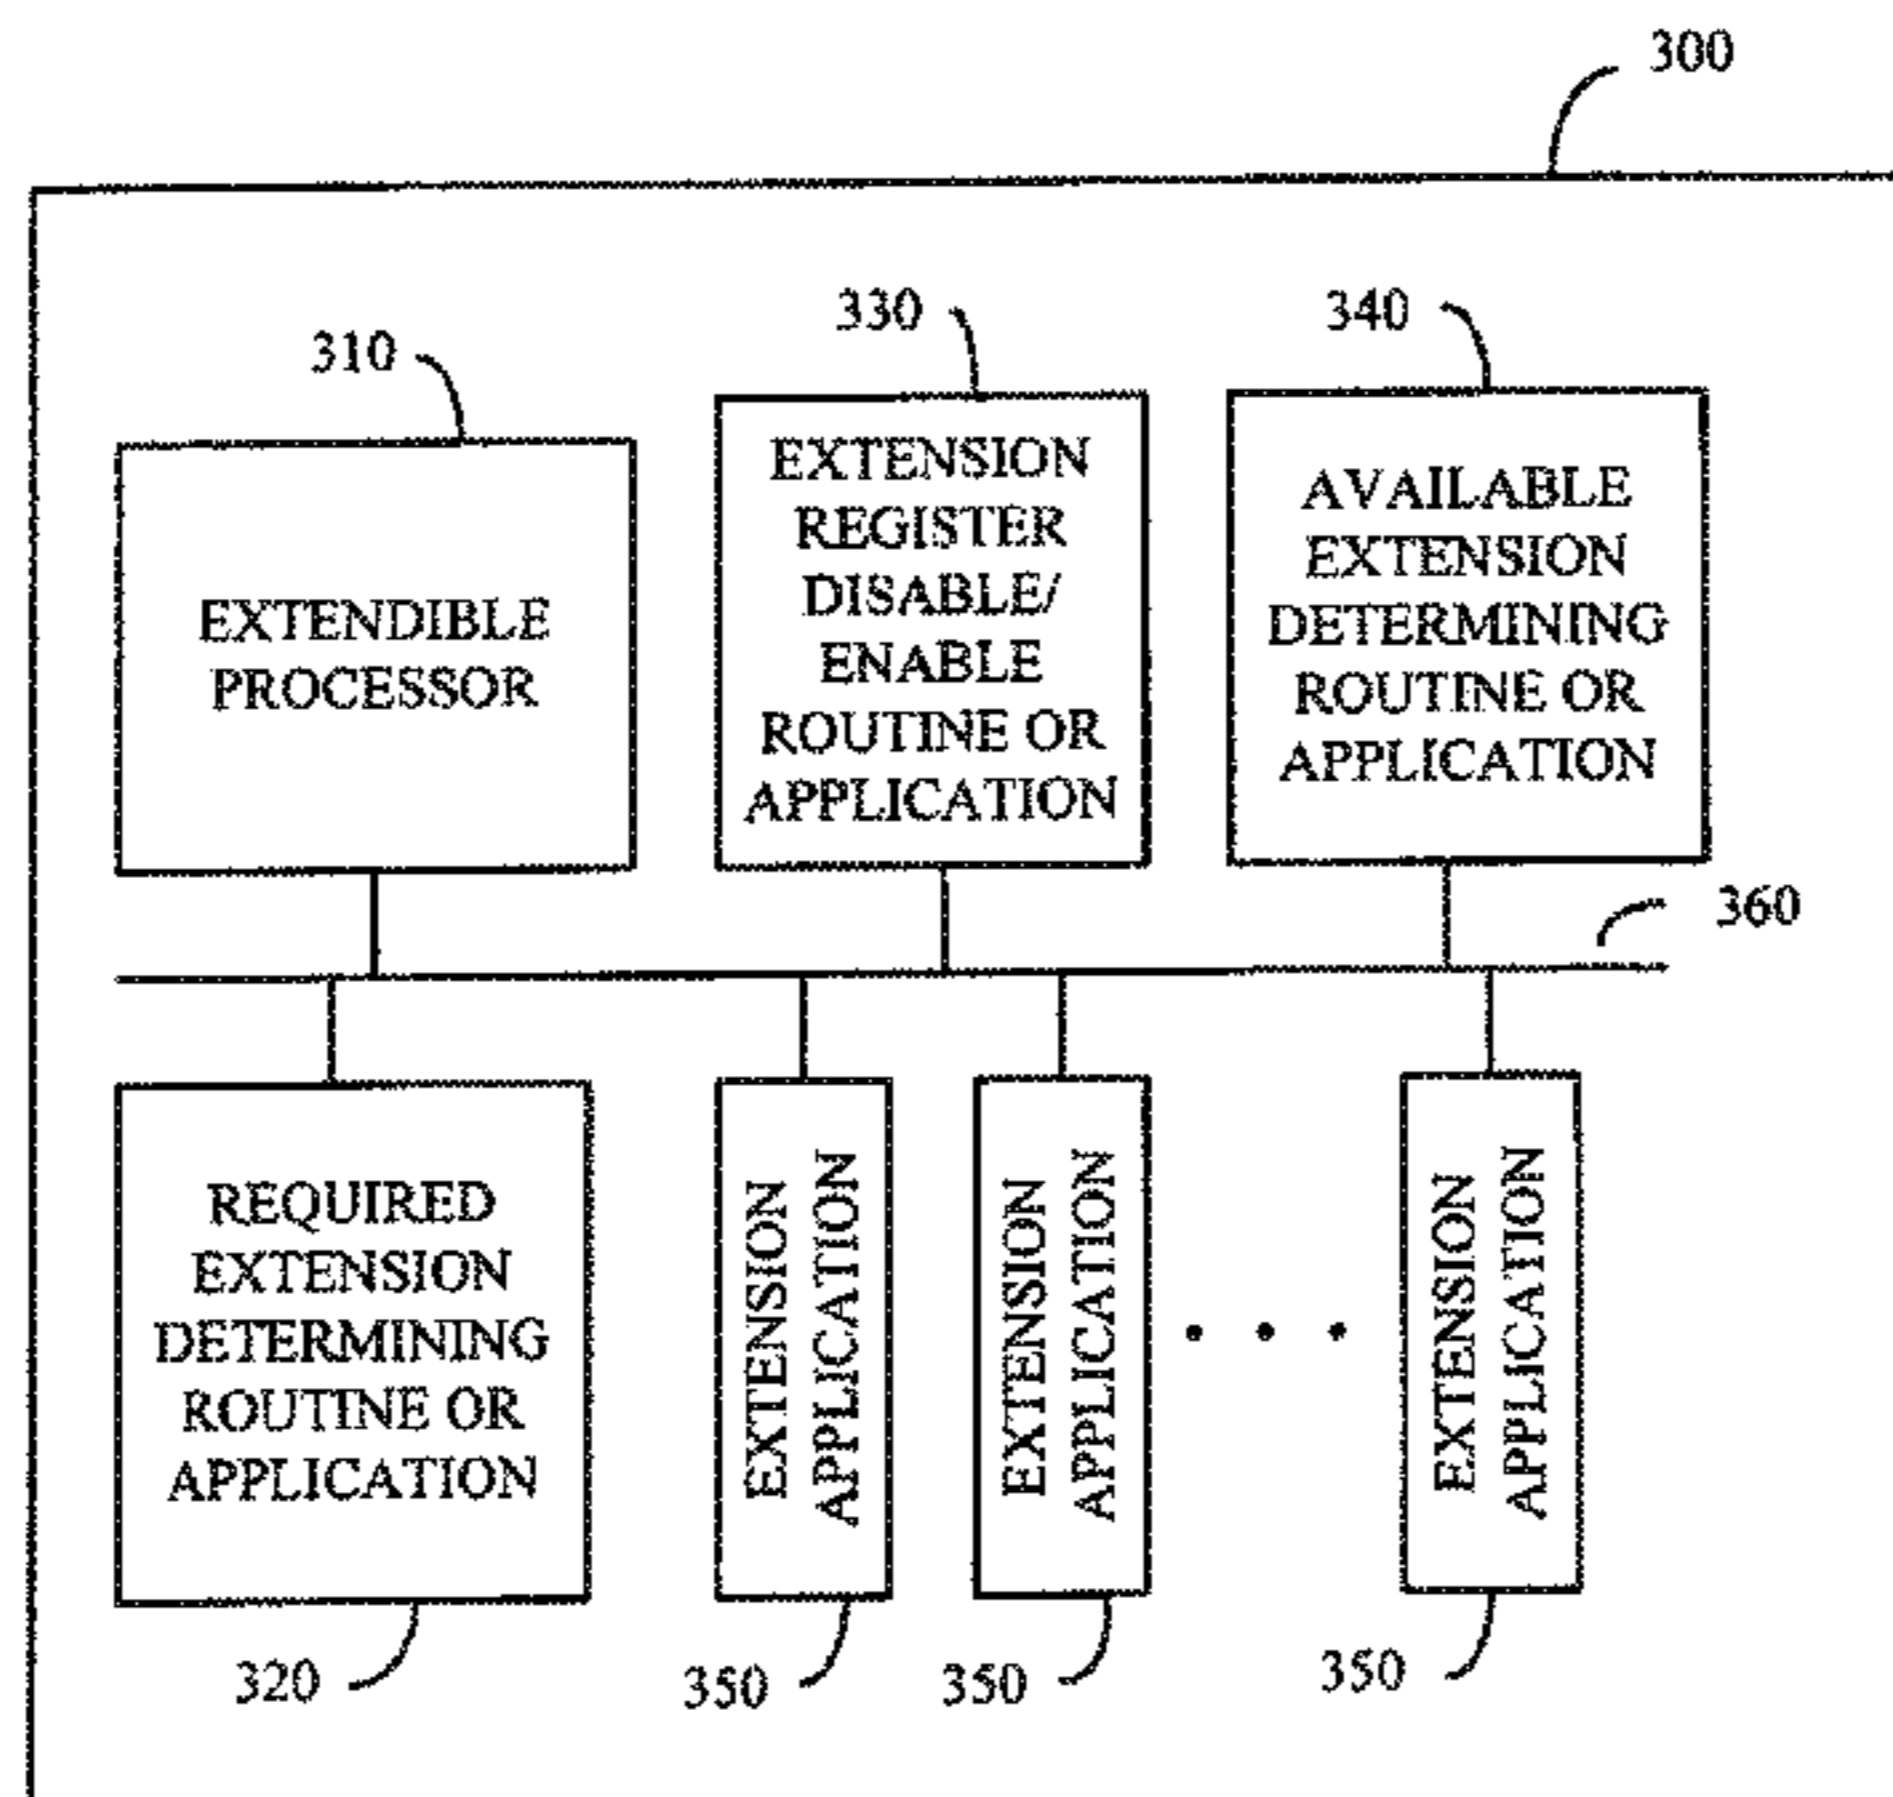 300
310
330
340
EXTENDIBLE
PROCESSOR
EXTENSION
REGISTER
DISABLE/
ENABLE
ROUTINE OR
APPLICATION
AVAILABLE
EXTENSION
DETERMINING
ROUTINE OR
APPLICATION
360
REQUIRED
EXTENSION
DETERMINING
ROUTINE OR
APPLICATION
EXTENSION
APPLICATION
EXTENSION
APPLICATION
EXTENSION
APPLICATION
320
350
350
350